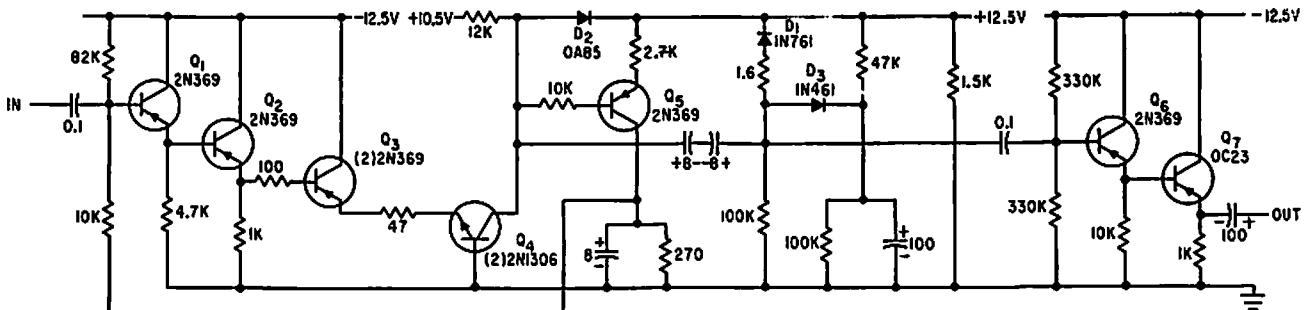 -12.5V +10.5V
12K
D2
OA85
D1
1N761
+12.5V
-12.5V
82K
Q1
2N369
2.7K
1.6
D3
1N461
47K
1.5K
330K
IN
0.1
Q2
2N369
10K
Q5
2N369
Q6
2N369
0.1
Q3
(2)2N369
100
+8--8+
Q7
OC23
10K
4.7K
1K
47
Q4
(2)2N1306
8
+
-
270
100K
100K
+
-
100
330K
10K
1K
-
+
100
OUT